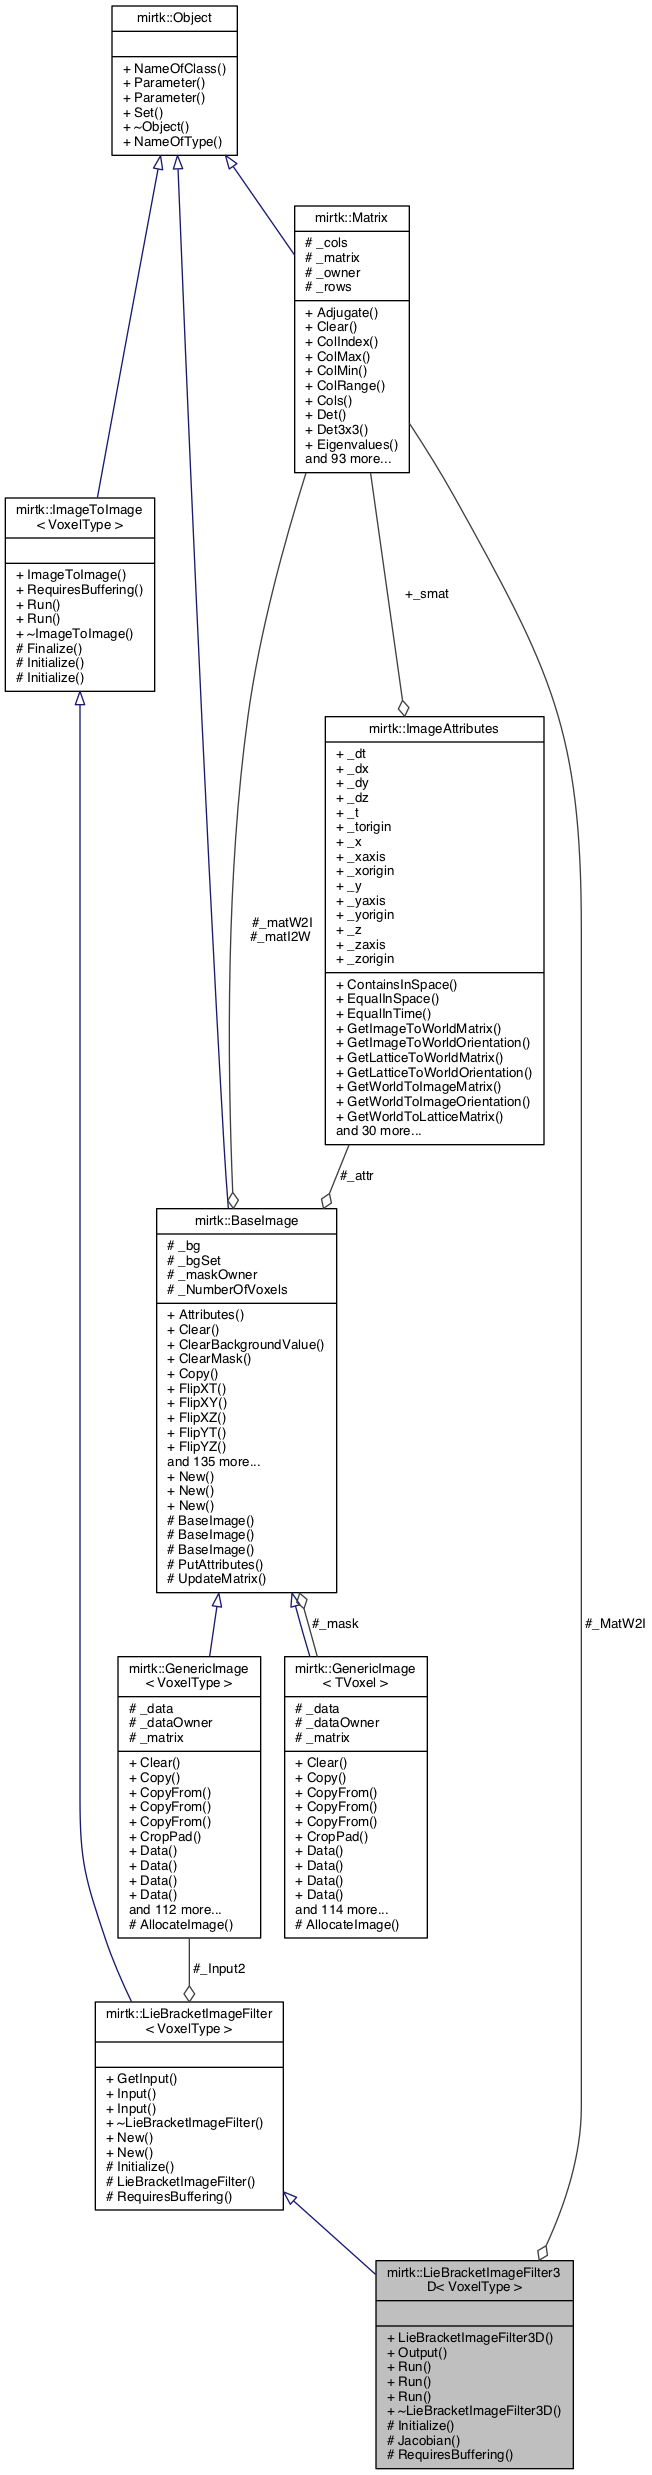 mirtk::Object
+ NameOfClass()
+ Parameter()
+ Parameter()
+ Set()
+ ~Object()
+ NameOfType()
mirtk::Matrix
# _cols
# _matrix
# _owner
# _rows
+ Adjugate()
+ Clear()
+ ColIndex()
+ ColMax()
+ ColMin()
+ ColRange()
+ Cols()
+ Det()
+ Det3x3()
+ Eigenvalues()
and 93 more...
mirtk::ImageToImage
< VoxelType >
+ ImageToImage()
+ RequiresBuffering()
+ Run()
+ Run()
+ ~ImageToImage()
# Finalize()
# Initialize()
# Initialize()
+_smat
mirtk::ImageAttributes
+ _dt
+ _dx
+ _dy
+ _dz
+ _t
+ _torigin
+ _x
+ _xaxis
+ _xorigin
+ _y
+ _yaxis
+ _yorigin
+ _z
+ _zaxis
+ _zorigin
+ ContainsInSpace()
+ EqualInSpace()
+ EqualInTime()
+ GetImageToWorldMatrix()
+ GetImageToWorldOrientation()
+ GetLatticeToWorldMatrix()
+ GetLatticeToWorldOrientation()
+ GetWorldToImageMatrix()
+ GetWorldToImageOrientation()
+ GetWorldToLatticeMatrix()
and 30 more...
#_matW2I
#_matI2W
#_attr
mirtk::BaseImage
# _bg
# _bgSet
# _maskOwner
# _NumberOfVoxels
+ Attributes()
+ Clear()
+ ClearBackgroundValue()
+ ClearMask()
+ Copy()
+ FlipXT()
+ FlipXY()
+ FlipXZ()
+ FlipYT()
+ FlipYZ()
and 135 more...
+ New()
+ New()
+ New()
# BaseImage()
# BaseImage()
# BaseImage()
# PutAttributes()
# UpdateMatrix()
#_mask
#_MatW2I
mirtk::GenericImage
< VoxelType >
# _data
# _dataOwner
# _matrix
+ Clear()
+ Copy()
+ CopyFrom()
+ CopyFrom()
+ CopyFrom()
+ CropPad()
+ Data()
+ Data()
+ Data()
+ Data()
and 112 more...
# AllocateImage()
mirtk::GenericImage
< TVoxel >
# _data
# _dataOwner
# _matrix
+ Clear()
+ Copy()
+ CopyFrom()
+ CopyFrom()
+ CopyFrom()
+ CropPad()
+ Data()
+ Data()
+ Data()
+ Data()
and 114 more...
# AllocateImage()
#_Input2
mirtk::LieBracketImageFilter
< VoxelType >
+ GetInput()
+ Input()
+ Input()
+ ~LieBracketImageFilter()
+ New()
+ New()
# Initialize()
# LieBracketImageFilter()
# RequiresBuffering()
mirtk::LieBracketImageFilter3
D< VoxelType >
+ LieBracketImageFilter3D()
+ Output()
+ Run()
+ Run()
+ Run()
+ ~LieBracketImageFilter3D()
# Initialize()
# Jacobian()
# RequiresBuffering()